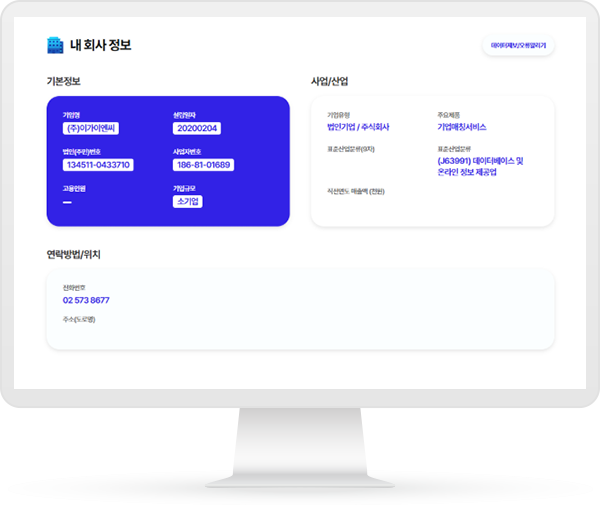 내 회사 정보
데이터제보/오류알리기
기본정보
기업명
(주)이가이엔씨
설립일자
20200204
법인(주민)번호
134511-0433710
사업자번호
186-81-01689
고용인원
ー
기업규모
소기업
사업/산업
기업유형
법인기업 / 주식회사
주요제품
기업매칭서비스
표준산업분류(9차)
표준산업분류
(J63991) 데이터베이스 및
온라인 정보 제공업
직전년도 매출액 (천원)
연락방법/위치
전화번호
02 573 8677
주소(도로명)